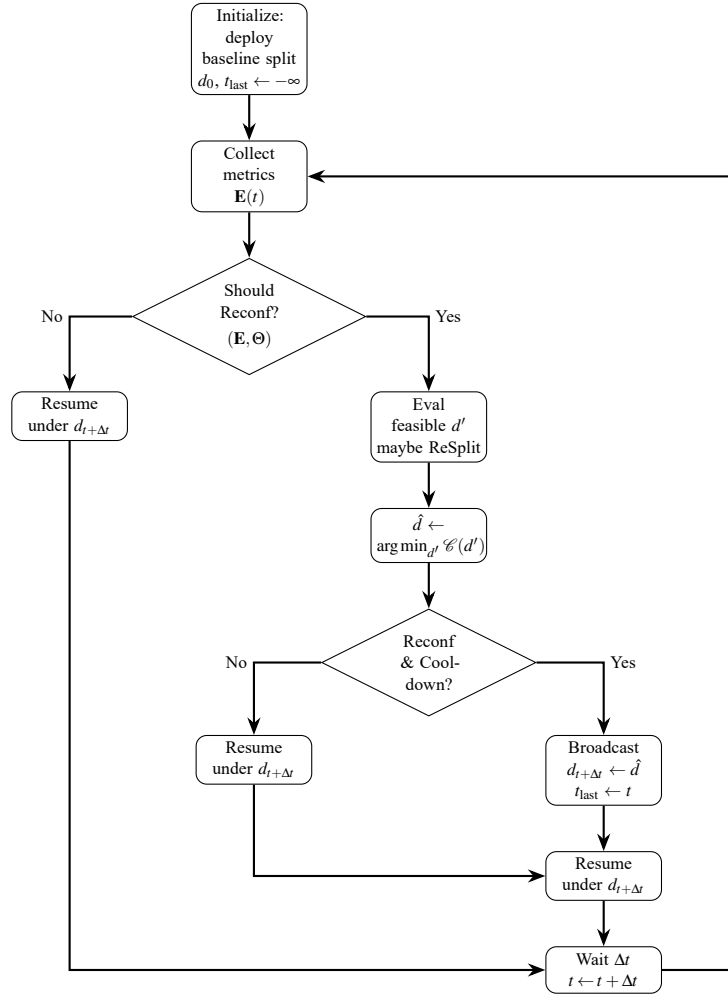 Initialize:
deploy
baseline split
d₀, t_last ← −∞
Collect
metrics
E(t)
Should
Reconf?
(E, Θ)
No
Yes
Resume
under d_{t+Δt}
Eval
feasible d′
maybe ReSplit
d̂ ←
arg min_{d′} 𝒞(d′)
Reconf
& Cool-
down?
No
Yes
Resume
under d_{t+Δt}
Broadcast
d_{t+Δt} ← d̂
t_last ← t
Resume
under d_{t+Δt}
Wait Δt
t ← t + Δt